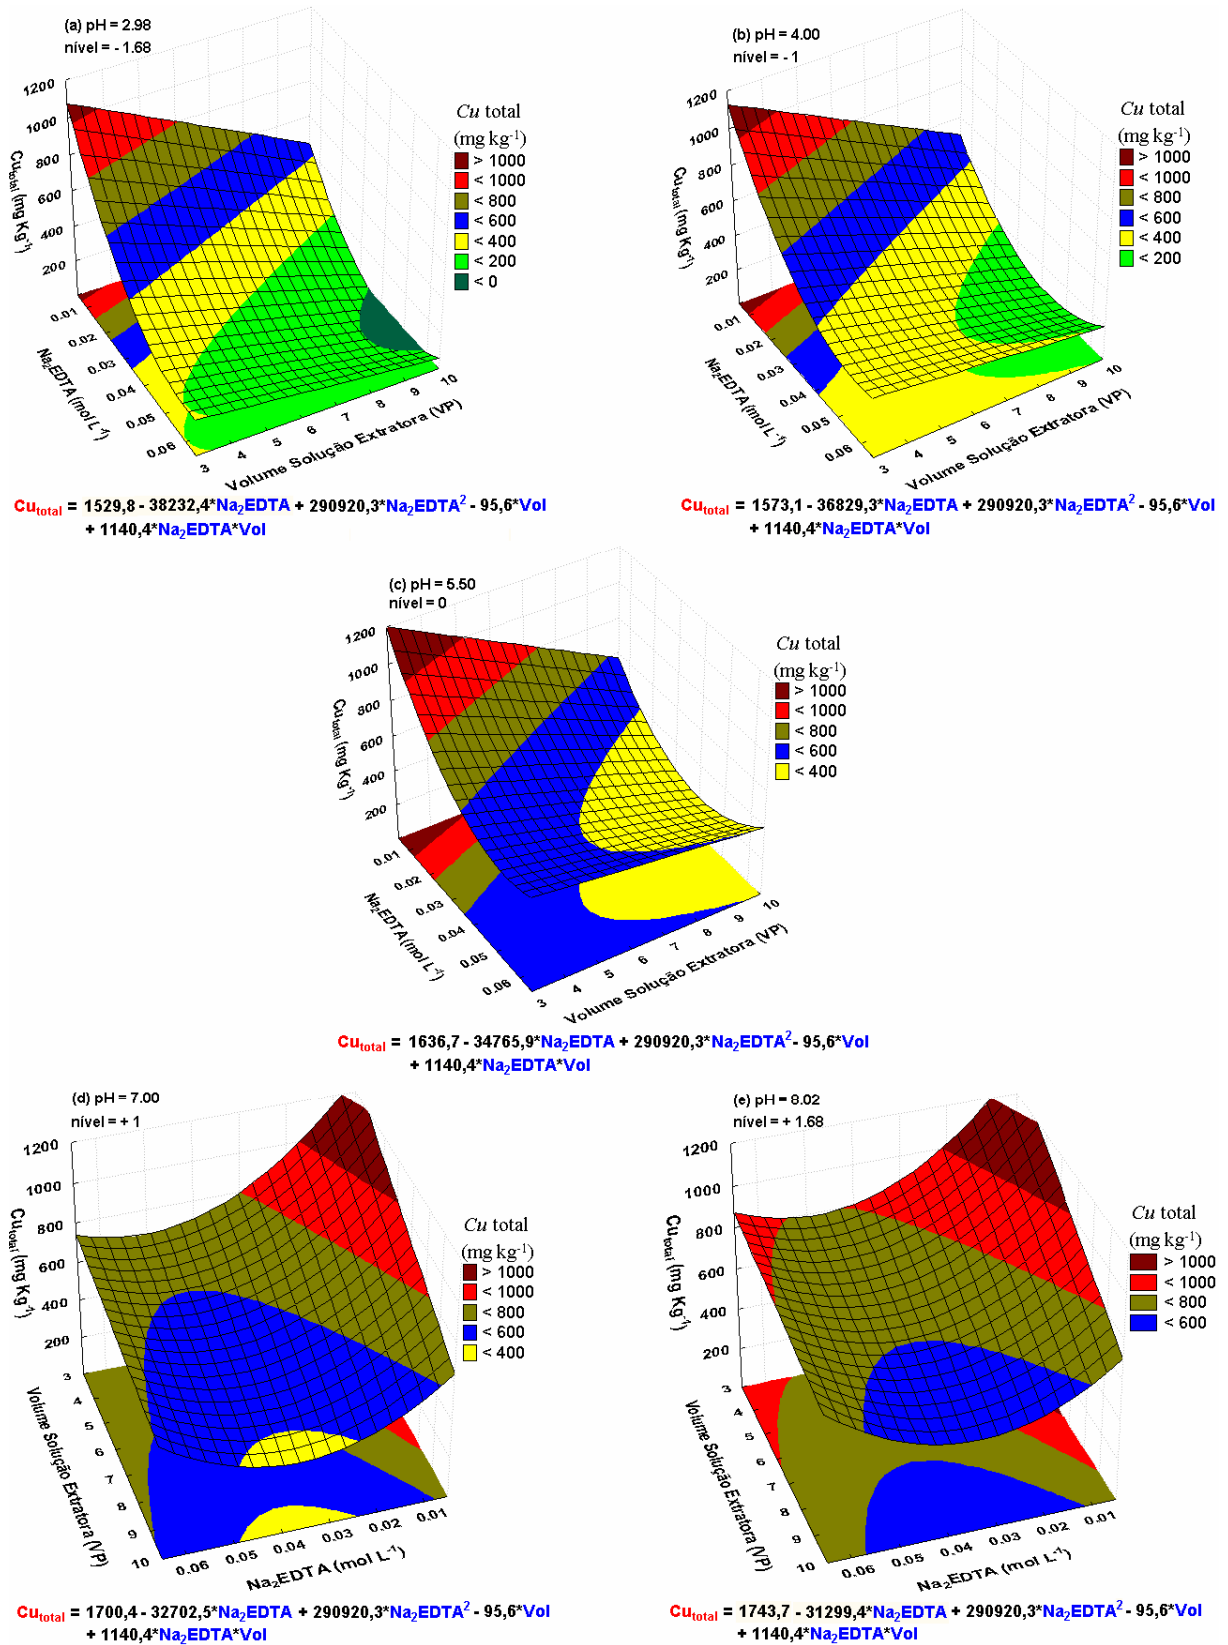 (a) pH = 2.98
nível = - 1.68
1200
1000
800
600
400
200
Cu_total (mg Kg⁻¹)
0.01
0.02
0.03
0.04
0.05
0.06
Na₂EDTA (mol L⁻¹)
3
4
5
6
7
8
9
10
Volume Solução Extratora (VP)
Cu total
(mg kg⁻¹)
> 1000
< 1000
< 800
< 600
< 400
< 200
< 0
Cu_total = 1529,8 - 38232,4*Na₂EDTA + 290920,3*Na₂EDTA² - 95,6*Vol
+ 1140,4*Na₂EDTA*Vol
(b) pH = 4.00
nível = - 1
1200
1000
800
600
400
200
Cu_total (mg Kg⁻¹)
0.01
0.02
0.03
0.04
0.05
0.06
Na₂EDTA (mol L⁻¹)
3
4
5
6
7
8
9
10
Volume Solução Extratora (VP)
Cu total
(mg kg⁻¹)
> 1000
< 1000
< 800
< 600
< 400
< 200
Cu_total = 1573,1 - 36829,3*Na₂EDTA + 290920,3*Na₂EDTA² - 95,6*Vol
+ 1140,4*Na₂EDTA*Vol
(c) pH = 5.50
nível = 0
1200
1000
800
600
400
200
Cu_total (mg Kg⁻¹)
0.01
0.02
0.03
0.04
0.05
0.06
Na₂EDTA (mol L⁻¹)
3
4
5
6
7
8
9
10
Volume Solução Extratora (VP)
Cu total
(mg kg⁻¹)
> 1000
< 1000
< 800
< 600
< 400
Cu_total = 1636,7 - 34765,9*Na₂EDTA + 290920,3*Na₂EDTA² - 95,6*Vol
+ 1140,4*Na₂EDTA*Vol
(d) pH = 7.00
nível = + 1
1200
1000
800
600
400
200
Cu_total (mg Kg⁻¹)
3
4
5
6
7
8
9
10
Volume Solução Extratora (VP)
0.06
0.05
0.04
0.03
0.02
0.01
Na₂EDTA (mol L⁻¹)
Cu total
(mg kg⁻¹)
> 1000
< 1000
< 800
< 600
< 400
Cu_total = 1700,4 - 32702,5*Na₂EDTA + 290920,3*Na₂EDTA² - 95,6*Vol
+ 1140,4*Na₂EDTA*Vol
(e) pH = 8.02
nível = + 1.68
1200
1000
800
600
400
200
Cu_total (mg Kg⁻¹)
3
4
5
6
7
8
9
10
Volume Solução Extratora (VP)
0.06
0.05
0.04
0.03
0.02
0.01
Na₂EDTA (mol L⁻¹)
Cu total
(mg kg⁻¹)
> 1000
< 1000
< 800
< 600
Cu_total = 1743,7 - 31299,4*Na₂EDTA + 290920,3*Na₂EDTA² - 95,6*Vol
+ 1140,4*Na₂EDTA*Vol